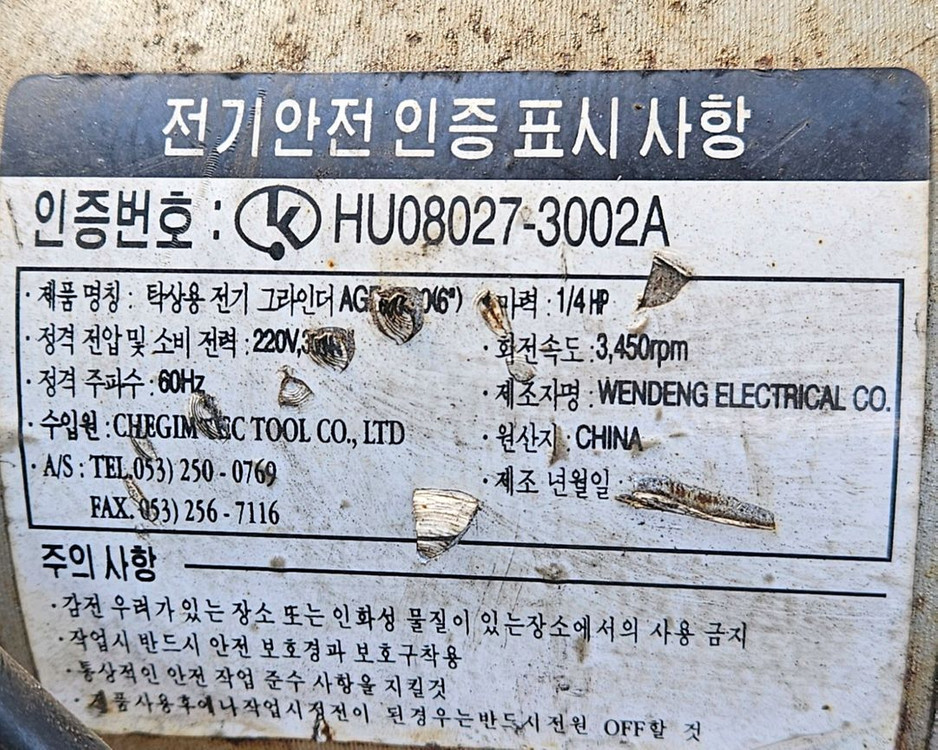 전기안전 인증 표시 사항
인증번호 : HU08027-3002A
· 제품 명칭 : 탁상용 전기 그라인더
· 마력 : 1/4 HP
· 정격 전압 및 소비 전력 : 220V,
· 회전속도 : 3,450rpm
· 정격 주파수 : 60Hz
· 제조자명 : WENDENG ELECTRICAL CO.
· 수입원 : TOOL CO., LTD
· 원산지 : CHINA
· A/S : TEL.053) 250 - 0769
· 제조 년월일 :
FAX. 053) 256 - 7116
주의 사항
· 감전 우려가 있는 장소 또는 인화성 물질이 있는장소에서의 사용 금지
· 작업시 반드시 안전 보호경과 보호구착용
· 통상적인 안전 작업 준수 사항을 지킬것
· 제품사용후에나작업시정전이 된경우는반드시전원 OFF할 것